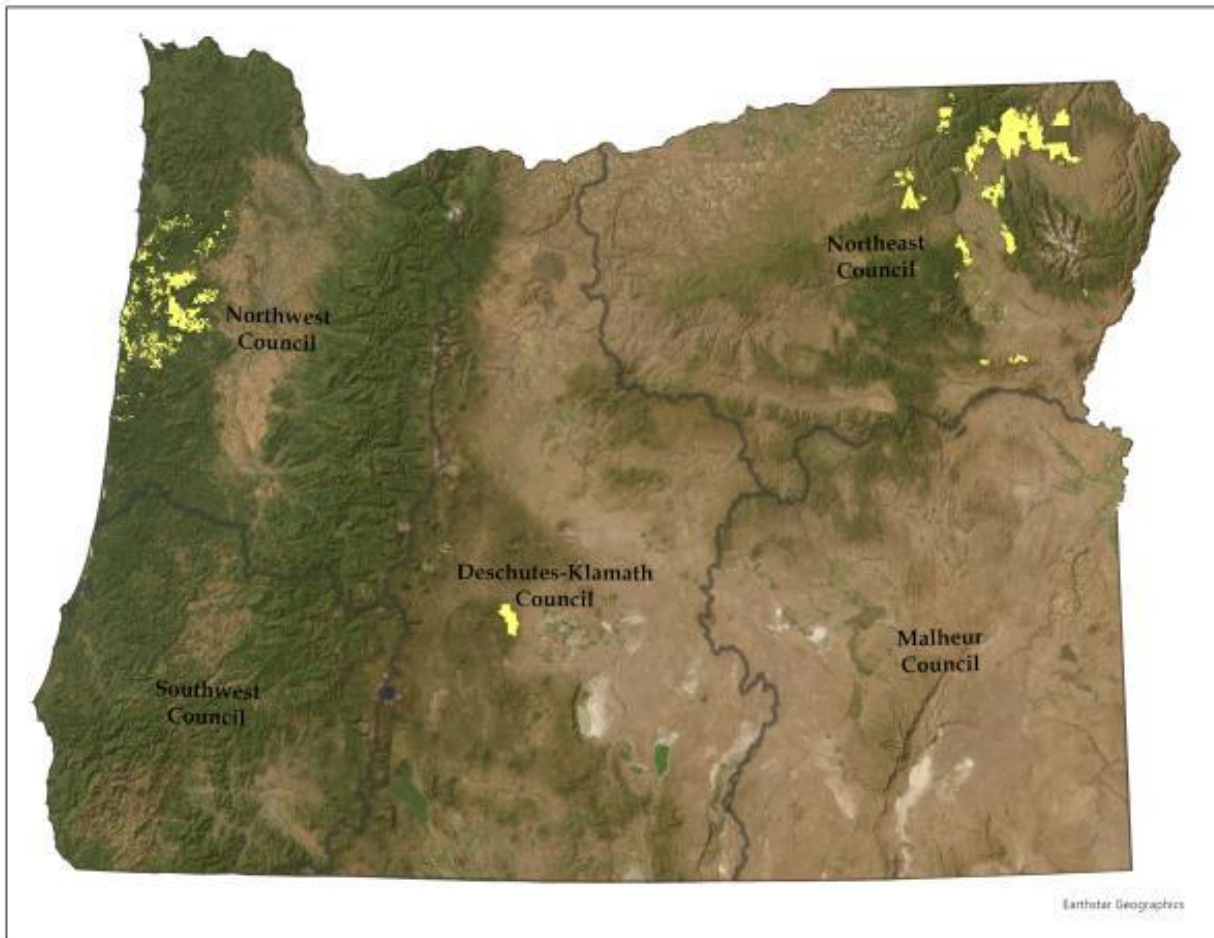 Northeast
Council
Northwest
Council
Deschutes-Klamath
Council
Malheur
Council
Southwest
Council
Earthstar Geographics